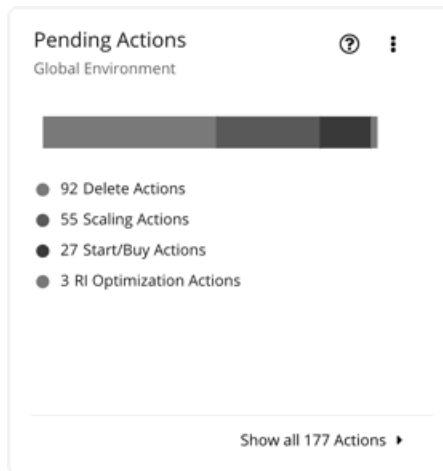 Pending Actions
Global Environment
92 Delete Actions
55 Scaling Actions
27 Start/Buy Actions
3 RI Optimization Actions
Show all 177 Actions